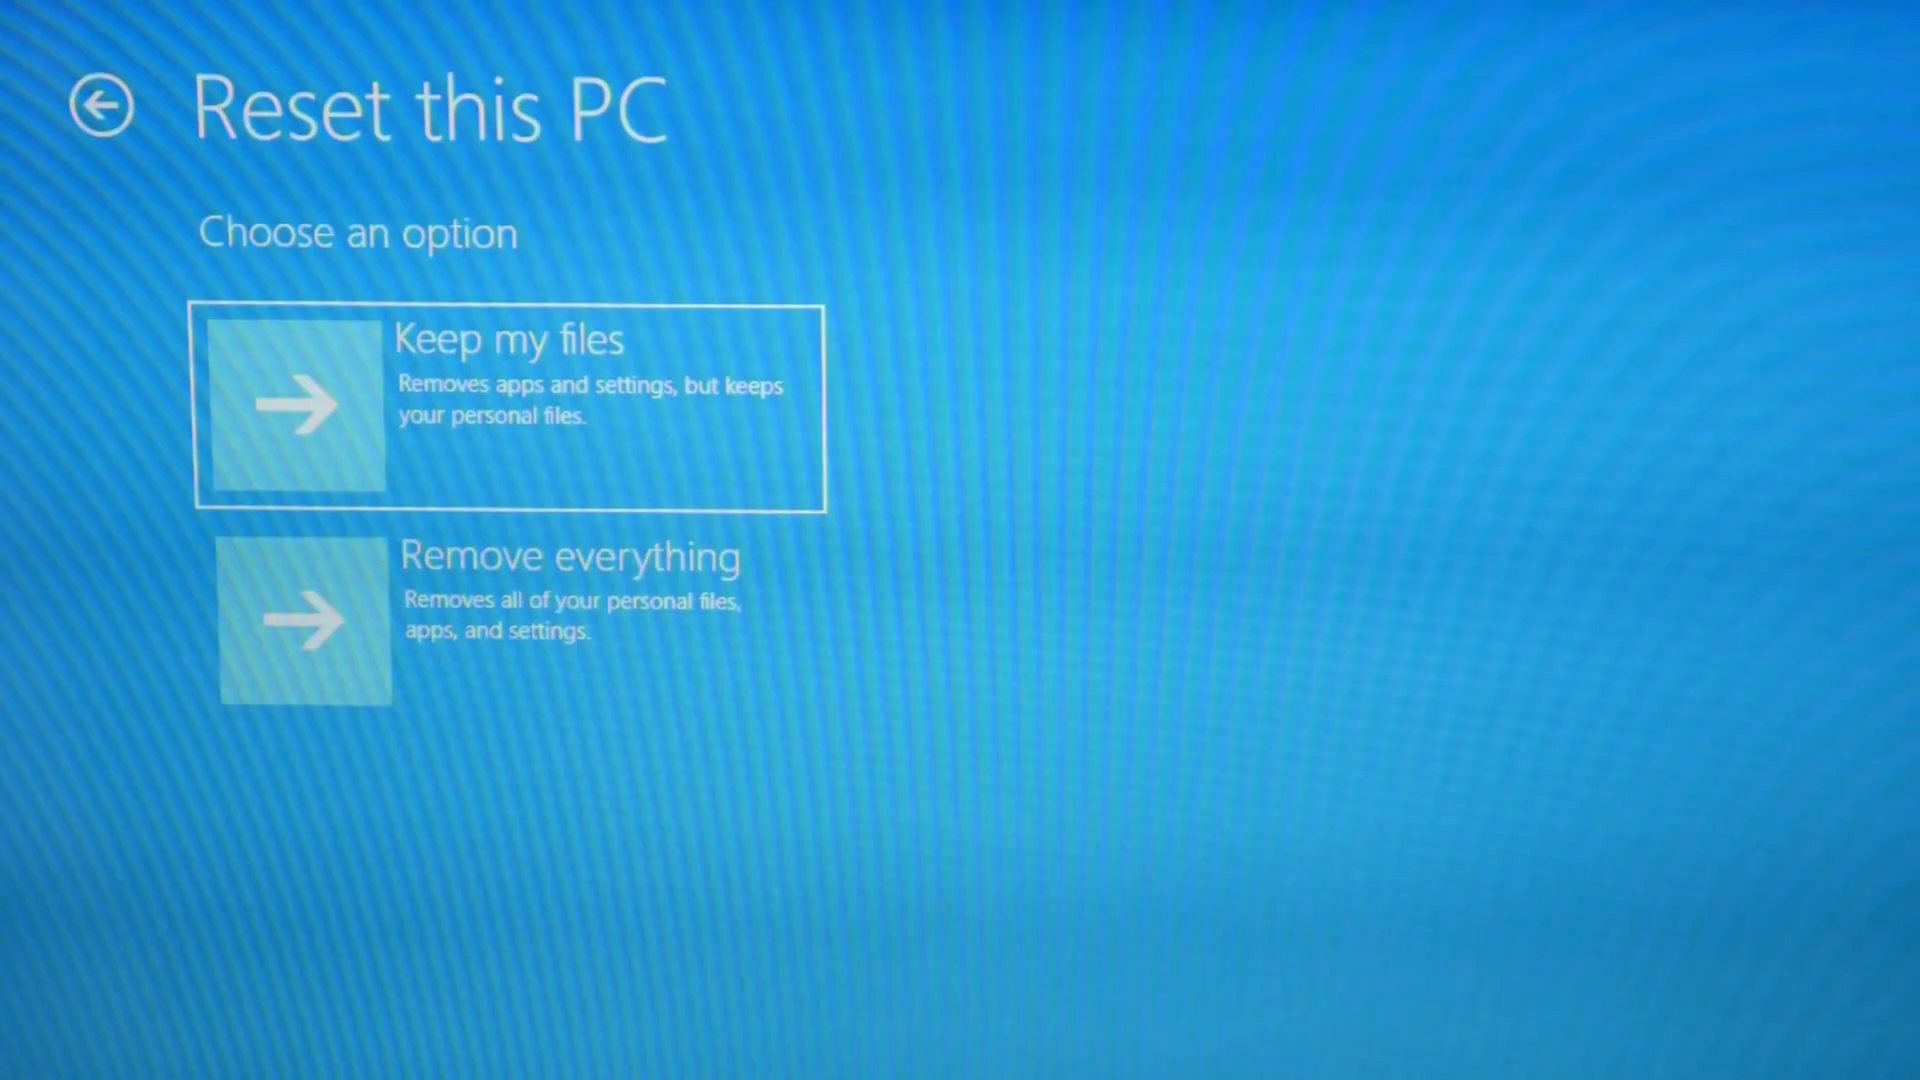 Reset this PC
Choose an option
Keep my files
Removes apps and settings, but keeps
your personal files.
Remove everything
Removes all of your personal files,
apps, and settings.